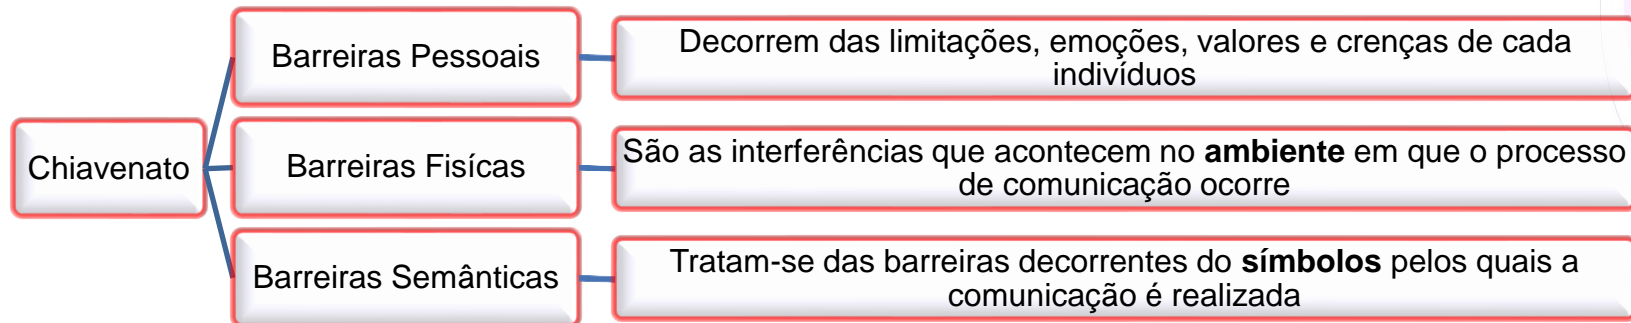 Chiavenato
Barreiras Pessoais
Decorrem das limitações, emoções, valores e crenças de cada
indivíduos
Barreiras Fisícas
São as interferências que acontecem no ambiente em que o processo
de comunicação ocorre
Barreiras Semânticas
Tratam-se das barreiras decorrentes do símbolos pelos quais a
comunicação é realizada